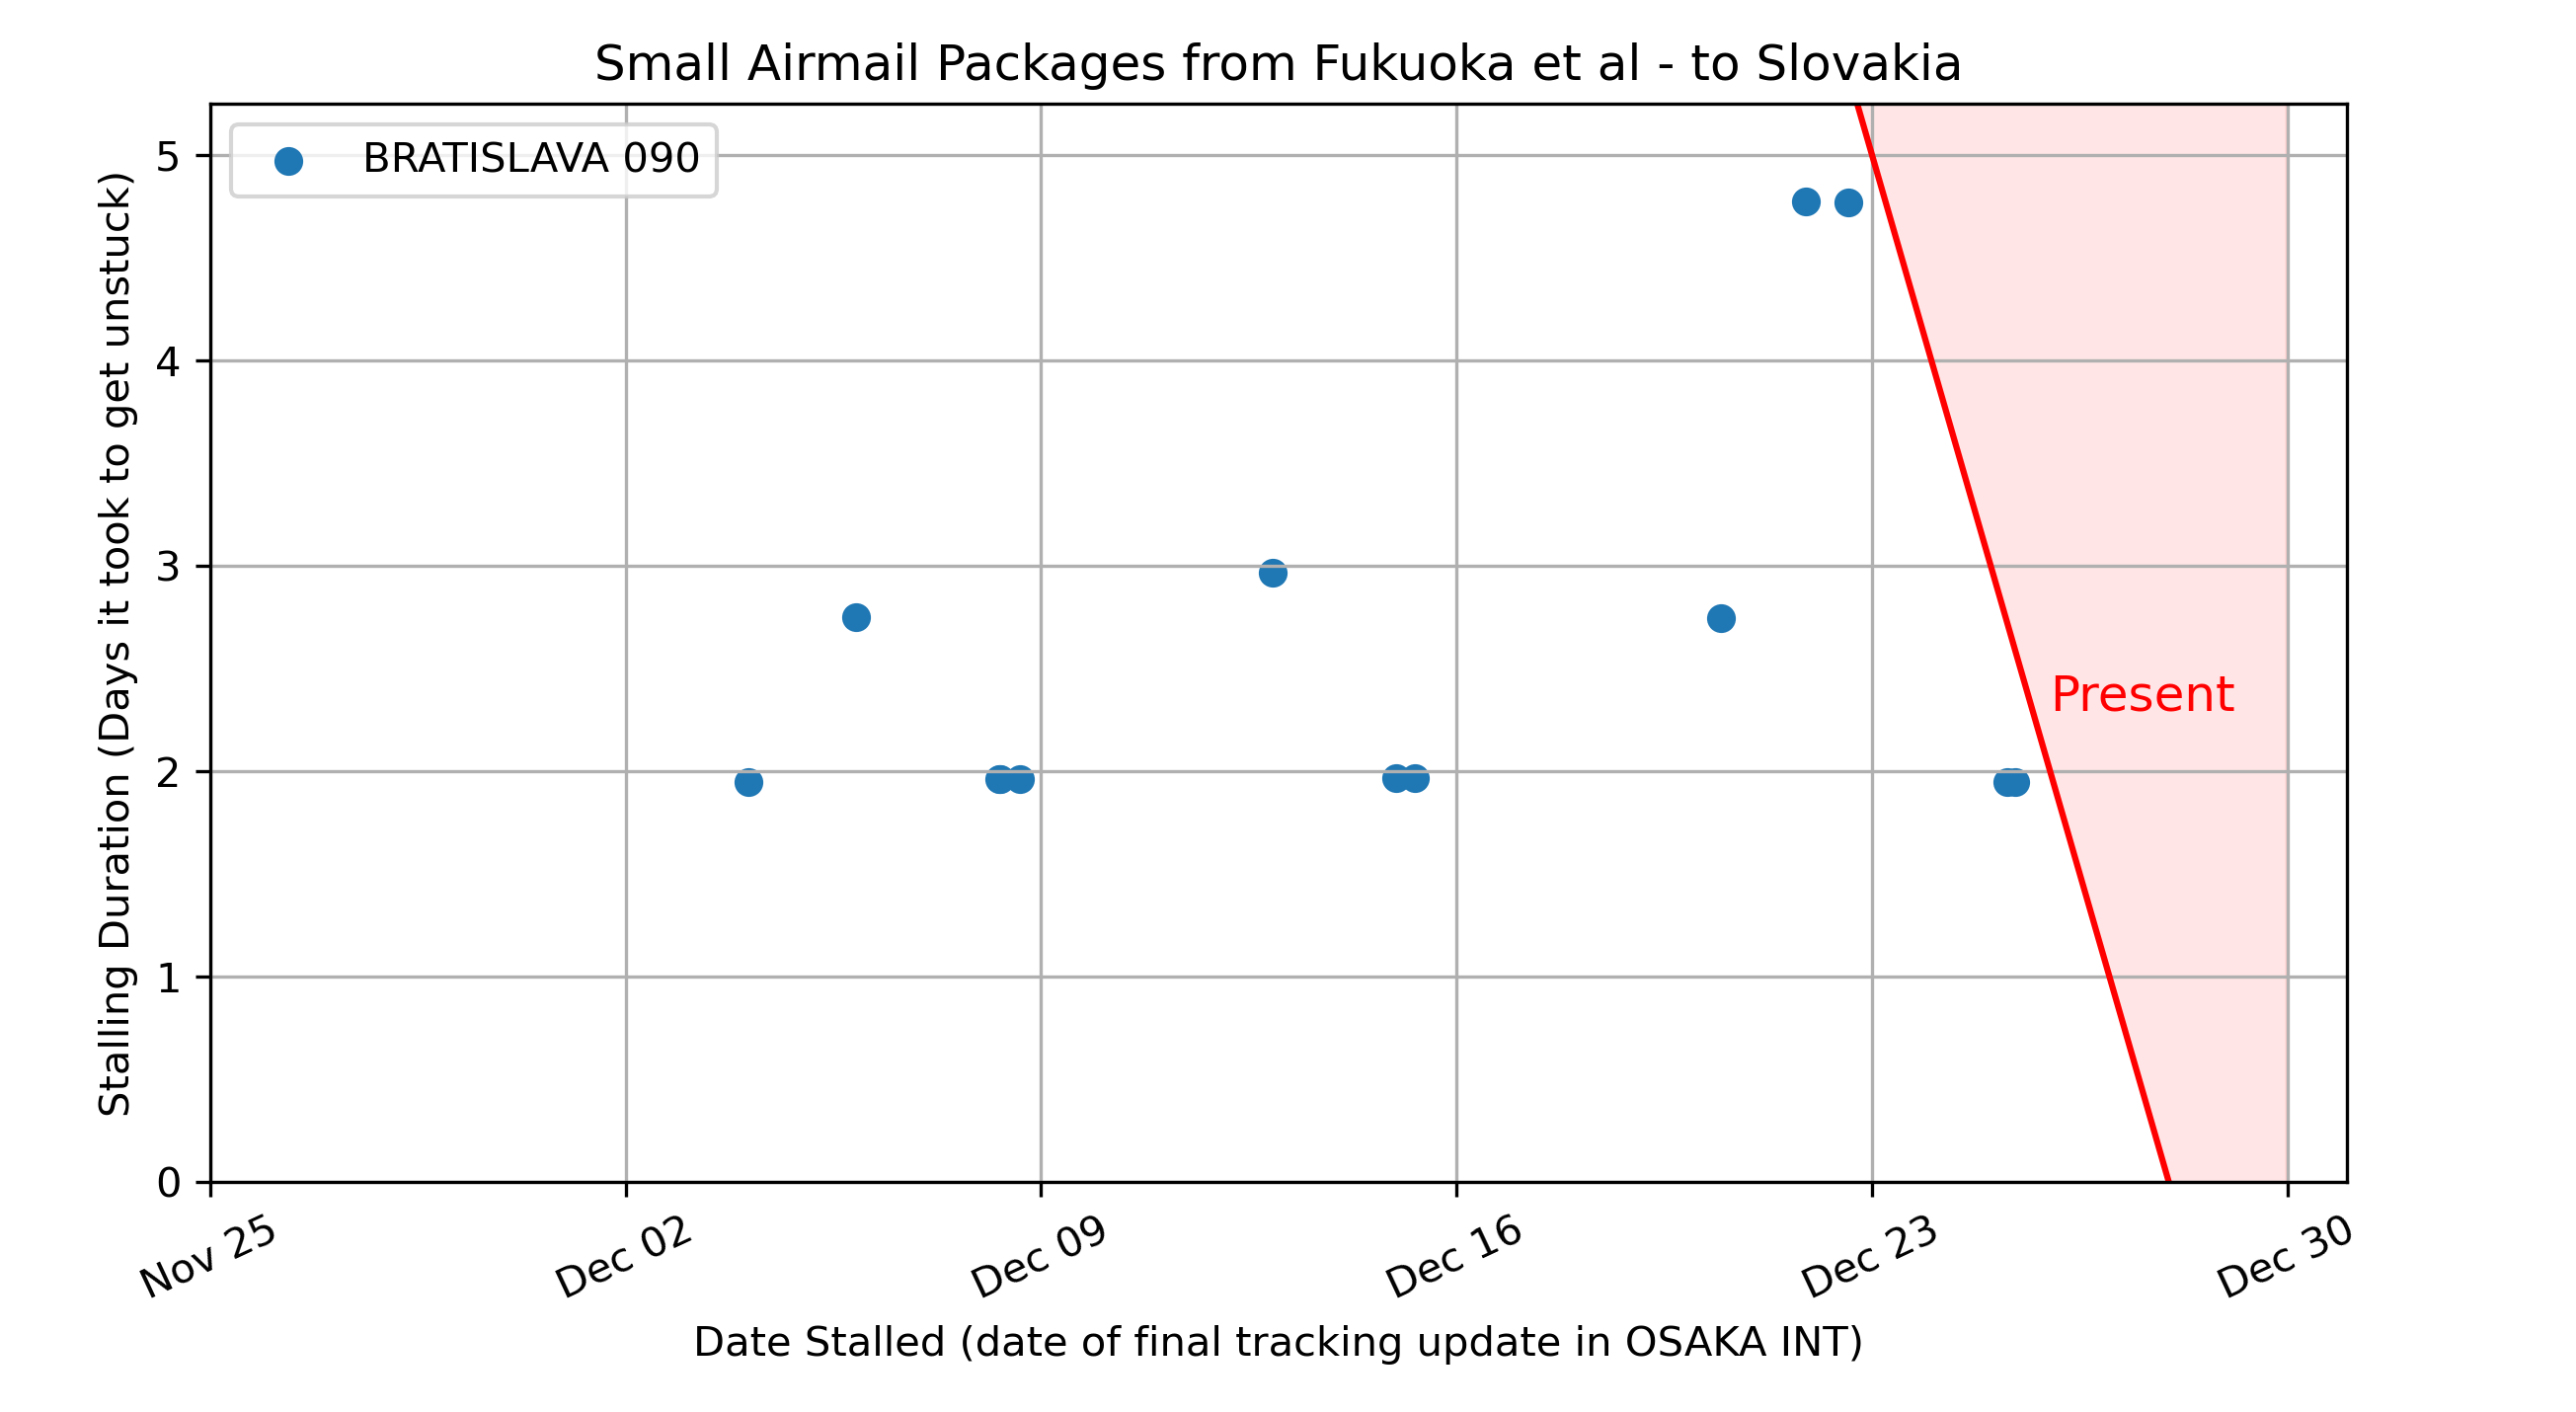 Small Airmail Packages from Fukuoka et al - to Slovakia
BRATISLAVA 090
Stalling Duration (Days it took to get unstuck)
5
4
3
2
1
0
Present
Nov 25
Dec 02
Dec 09
Dec 16
Dec 23
Dec 30
Date Stalled (date of final tracking update in OSAKA INT)